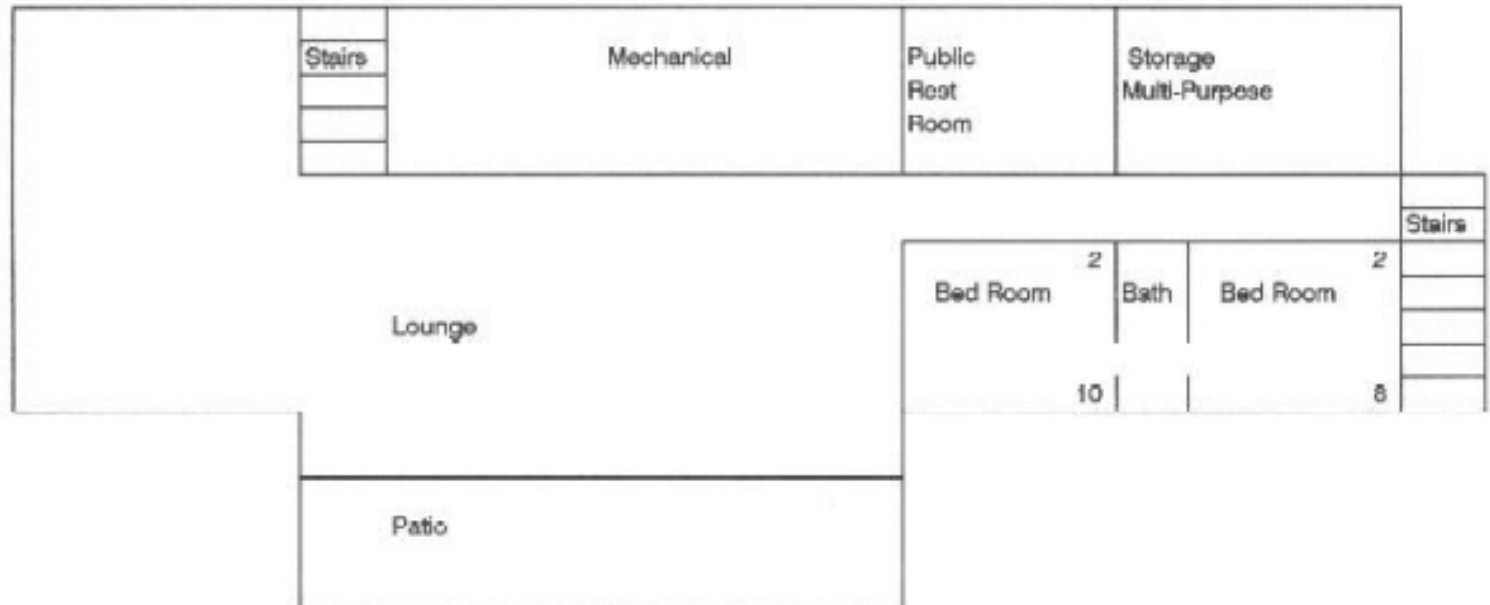 Stairs
Mechanical
Public
Rest
Room
Storage
Multi-Purpose
Stairs
2
2
Bed Room
Bath
Bed Room
Lounge
10
8
Patio